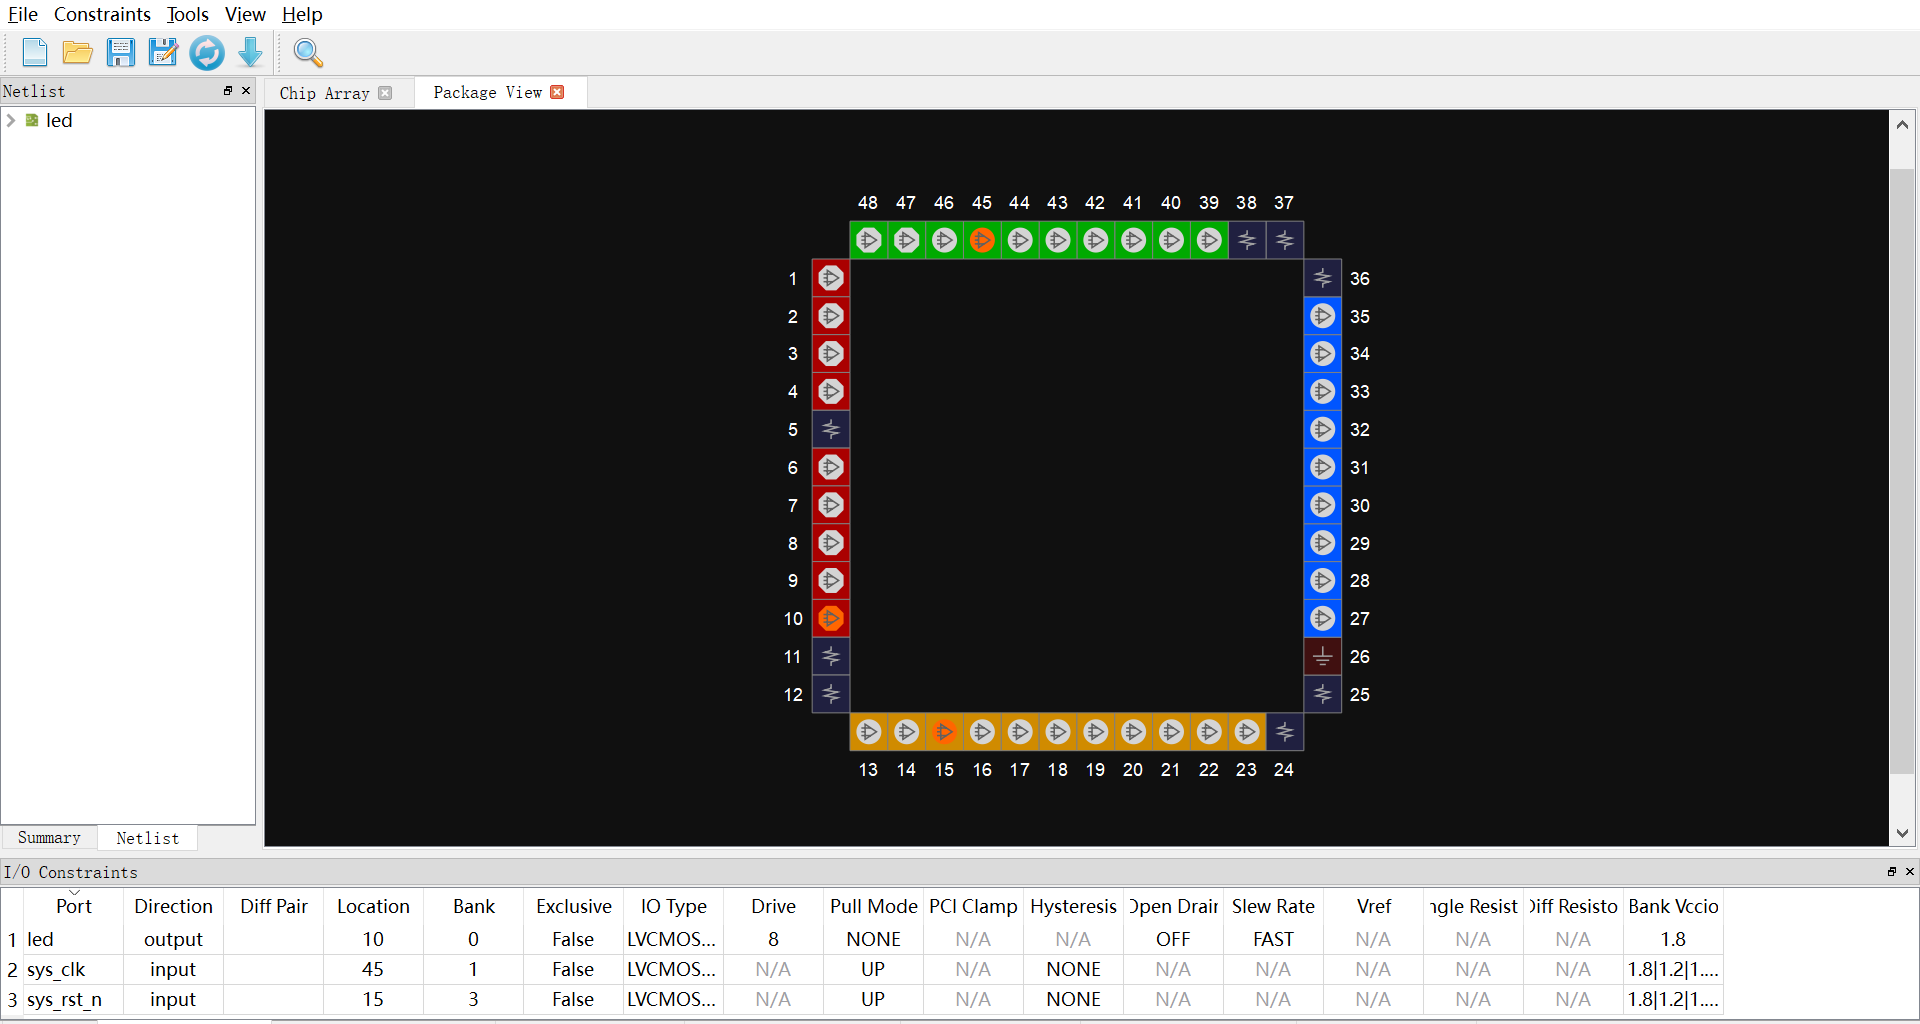 File Constraints Tools View Help
Netlist
Chip Array Package View
led
48 47 46 45 44 43 42 41 40 39 38 37
1 36
2 35
3 34
4 33
5 32
6 31
7 30
8 29
9 28
10 27
11 26
12 25
13 14 15 16 17 18 19 20 21 22 23 24
Summary Netlist
I/O Constraints
Port Direction Diff Pair Location Bank Exclusive IO Type Drive Pull Mode PCI Clamp Hysteresis Open Drain Slew Rate Vref ngle Resist Diff Resisto Bank Vccio
1 led output 10 0 False LVCMOS... 8 NONE N/A N/A OFF FAST N/A N/A N/A 1.8
2 sys_clk input 45 1 False LVCMOS... N/A UP N/A NONE N/A N/A N/A N/A N/A 1.8|1.2|1....
3 sys_rst_n input 15 3 False LVCMOS... N/A UP N/A NONE N/A N/A N/A N/A N/A 1.8|1.2|1....